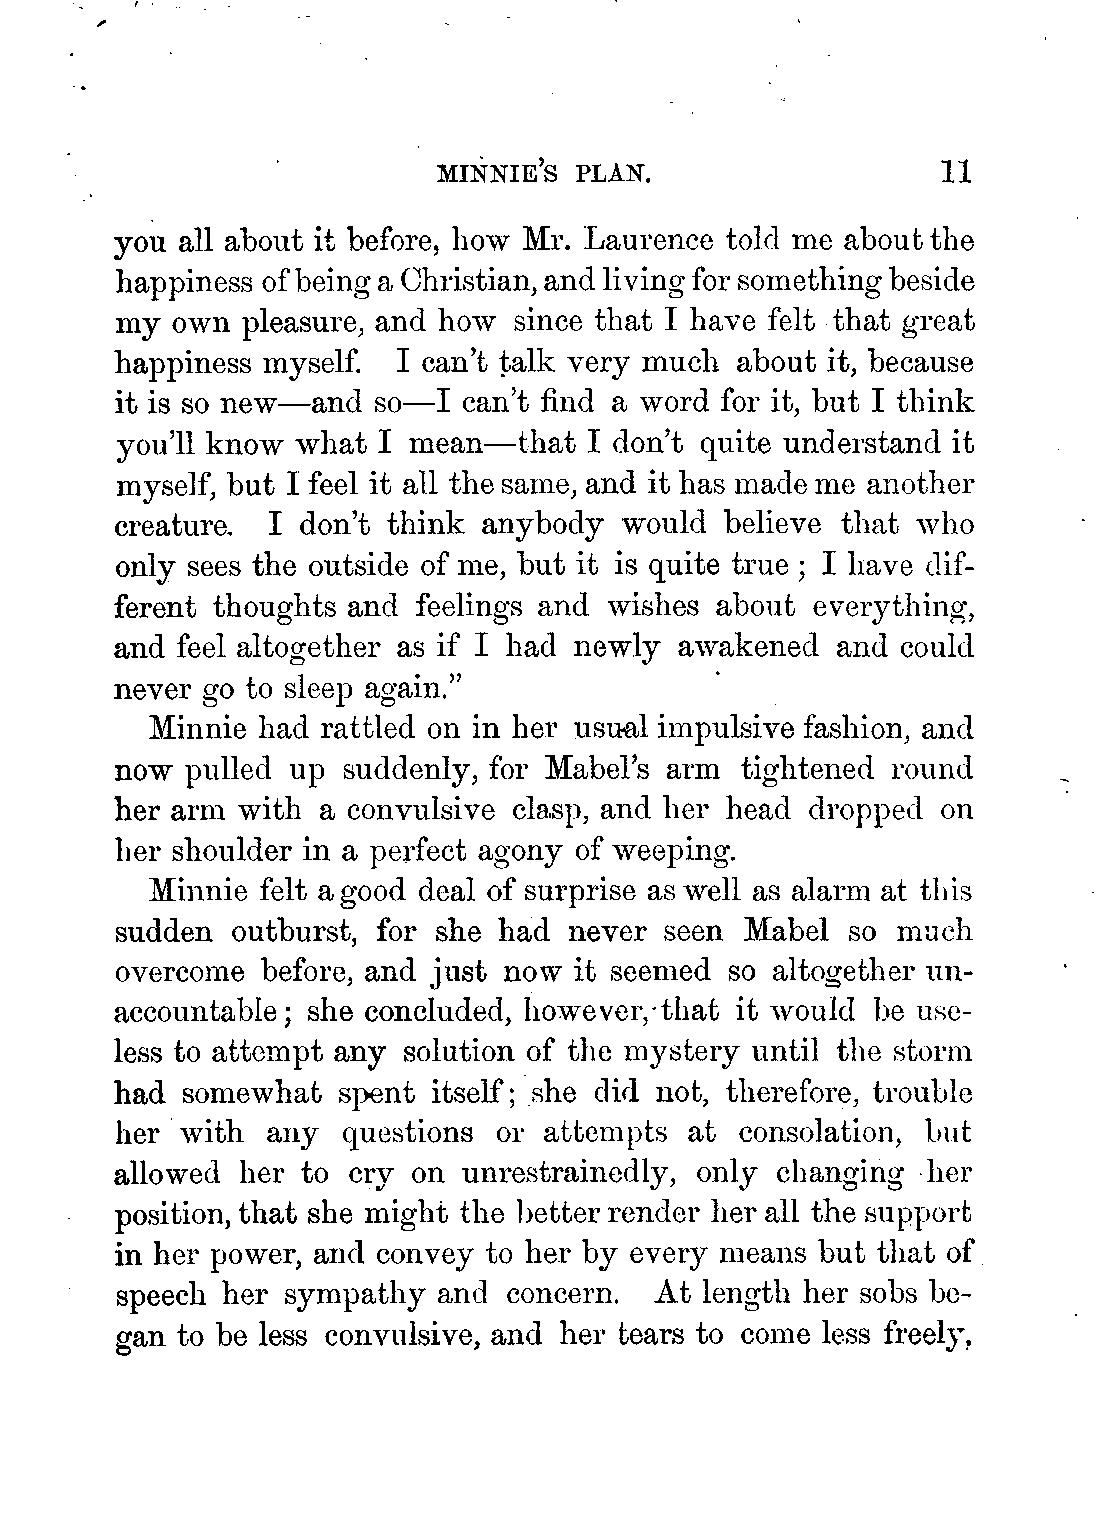 MINNIE'S PLAN. 11
you all about it before, how Mr. Laurence told me about the
happiness of being a Christian, and living for something beside
my own pleasure, and how since that I have felt that great
happiness myself. I can't talk very much about it, because
it is so new—and so—I can't find a word for it, but I think
you'll know what I mean—that I don't quite understand it
myself, but I feel it all the same, and it has made me another
creature. I don't think anybody would believe that who
only sees the outside of me, but it is quite true; I have dif-
ferent thoughts and feelings and wishes about everything,
and feel altogether as if I had newly awakened and could
never go to sleep again."
Minnie had rattled on in her usual impulsive fashion, and
now pulled up suddenly, for Mabel's arm tightened round
her arm with a convulsive clasp, and her head dropped on
her shoulder in a perfect agony of weeping.
Minnie felt a good deal of surprise as well as alarm at this
sudden outburst, for she had never seen Mabel so much
overcome before, and just now it seemed so altogether un-
accountable; she concluded, however, that it would be use-
less to attempt any solution of the mystery until the storm
had somewhat spent itself; she did not, therefore, trouble
her with any questions or attempts at consolation, but
allowed her to cry on unrestrainedly, only changing her
position, that she might the better render her all the support
in her power, and convey to her by every means but that of
speech her sympathy and concern. At length her sobs be-
gan to be less convulsive, and her tears to come less freely,